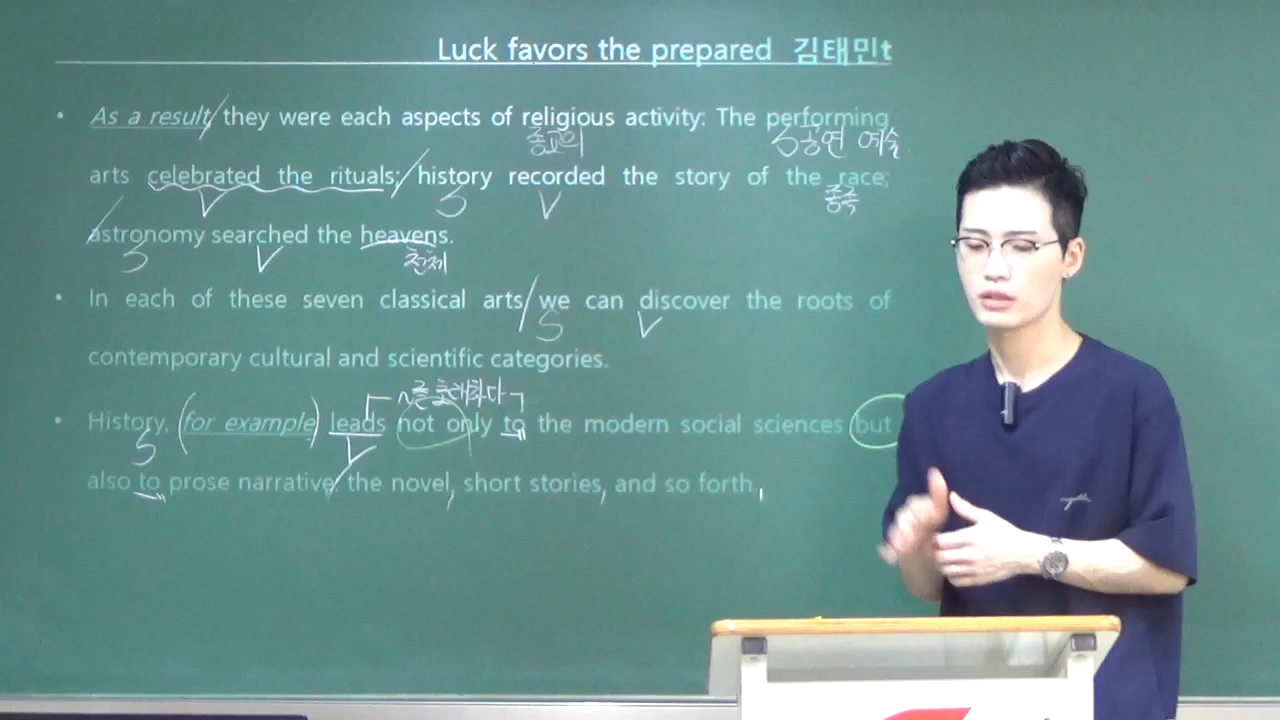 Luck favors the prepared 김태민t
• As a result, they were each aspects of religious activity: The performing
종교의 S 공연 예술
arts celebrated the rituals; history recorded the story of the race;
V S V 종족
astronomy searched the heavens.
S V 천체
• In each of these seven classical arts we can discover the roots of
S V
contemporary cultural and scientific categories.
~를 초래하다
• History, (for example) leads not only to the modern social sciences but
S V
also to prose narrative: the novel, short stories, and so forth.